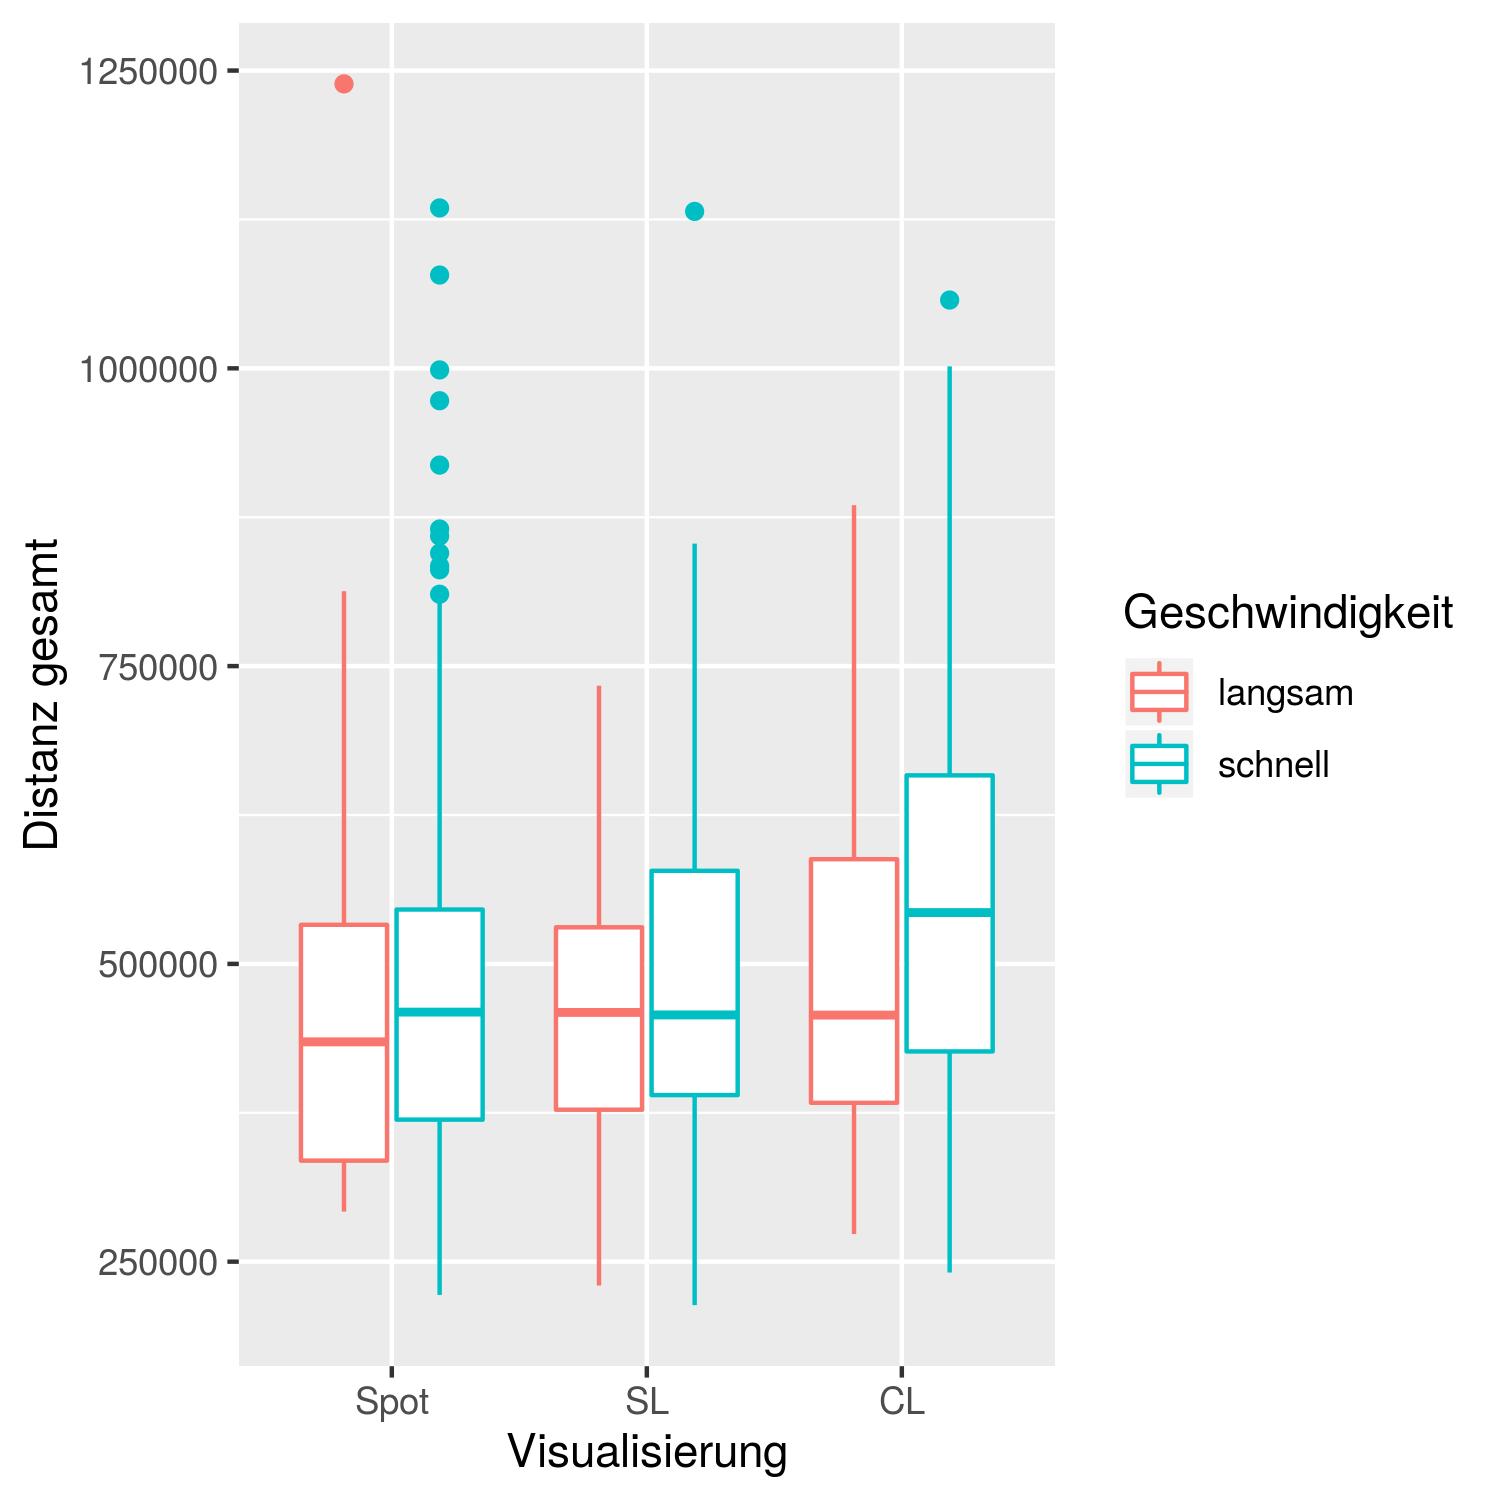 Distanz gesamt
1250000
1000000
750000
500000
250000
Spot SL CL
Visualisierung
Geschwindigkeit
langsam
schnell